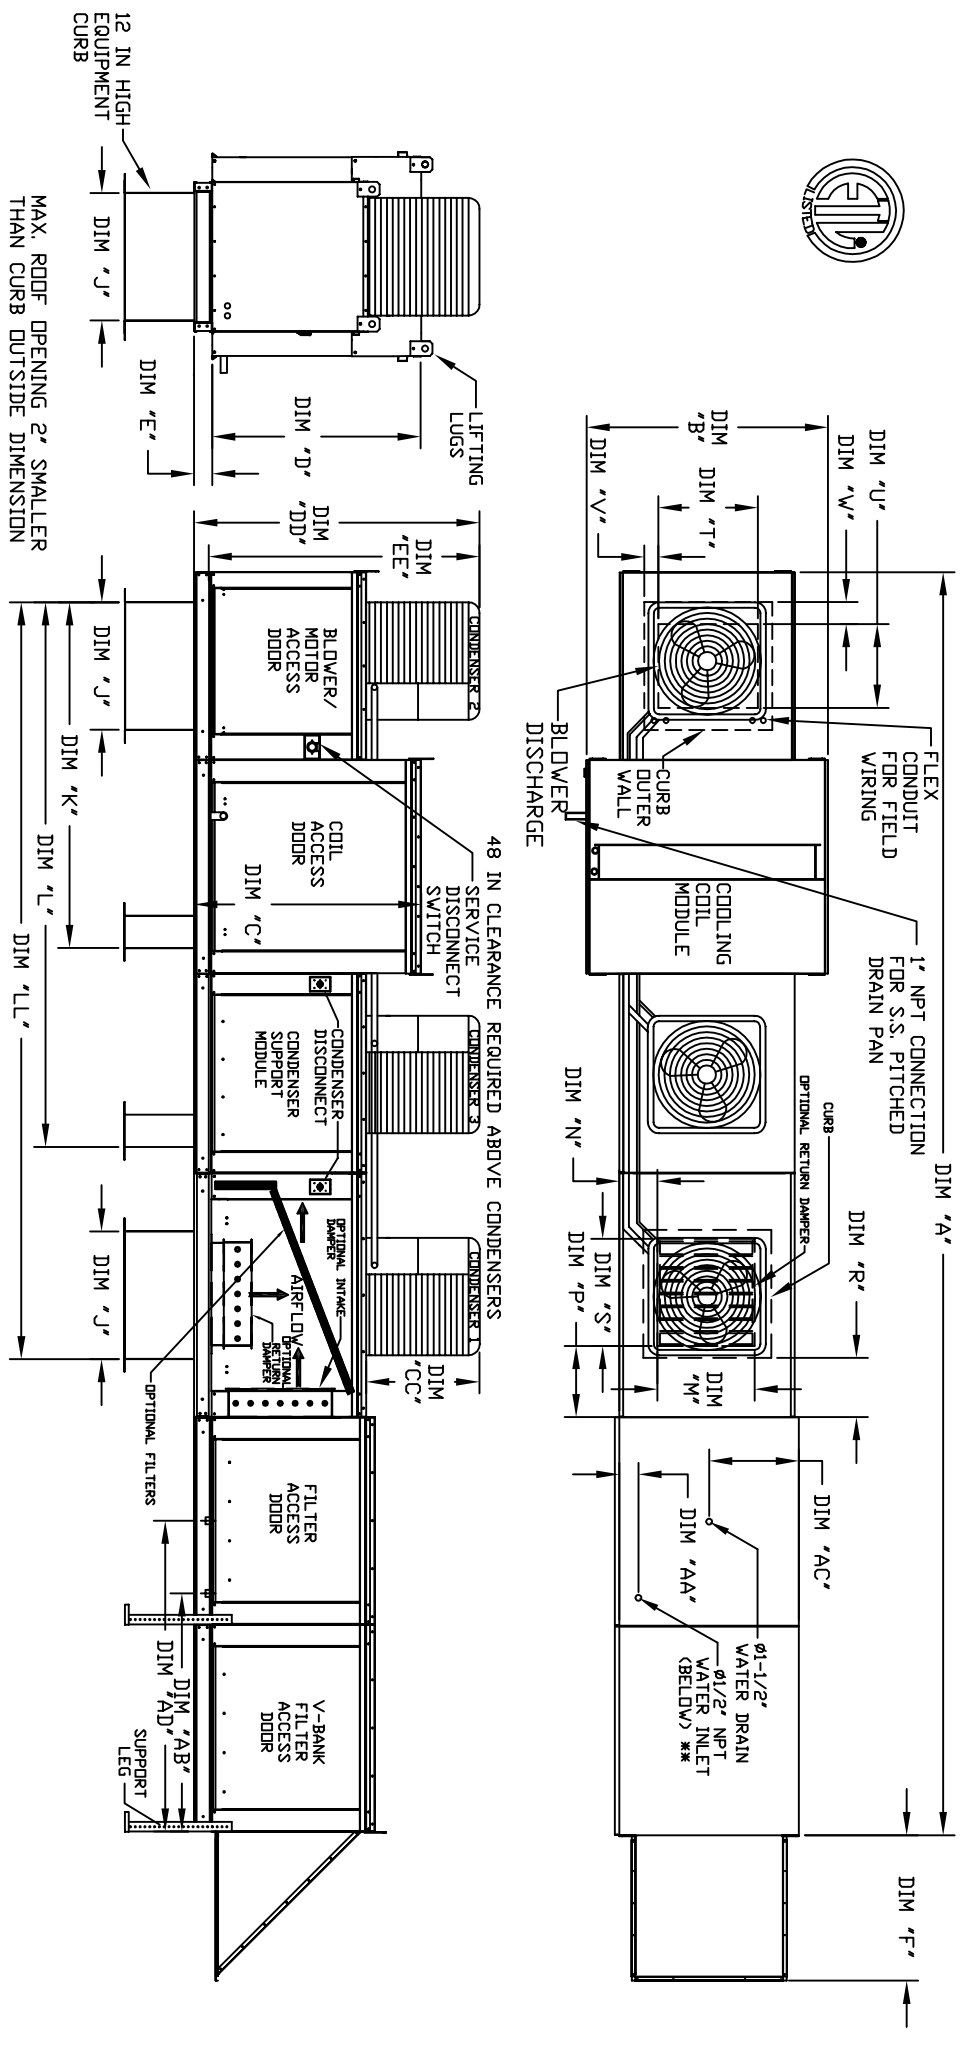 LISTED
DIM "A"
DIM "F"
DIM "U"
DIM "W"
DIM
"B"
DIM "T"
DIM "V"
FLEX
CONDUIT
FOR FIELD
WIRING
1" NPT CONNECTION
FOR S.S. PITCHED
DRAIN PAN
CURB
OUTER
WALL
BLOWER
DISCHARGE
COOLING
COIL
MODULE
CURB
OPTIONAL RETURN DAMPER
DIM "R"
DIM "N"
DIM "S"
DIM "P"
DIM
"M"
DIM "AC"
DIM "AA"
Ø1-1/2"
WATER DRAIN
Ø1/2" NPT
WATER INLET
(BELOW) **
48 IN CLEARANCE REQUIRED ABOVE CONDENSERS
LIFTING
LUGS
DIM "D"
DIM "E"
DIM "J"
12 IN HIGH
EQUIPMENT
CURB
MAX. ROOF OPENING 2" SMALLER
THAN CURB OUTSIDE DIMENSION
DIM
"DD"
DIM
"EE"
CONDENSER 2
CONDENSER 3
CONDENSER 1
DIM
"CC"
SERVICE
DISCONNECT
SWITCH
BLOWER/
MOTOR
ACCESS
DOOR
COIL
ACCESS
DOOR
DIM "C"
CONDENSER
DISCONNECT
CONDENSER
SUPPORT
MODULE
OPTIONAL INTAKE
DAMPER
AIRFLOW
OPTIONAL
RETURN
DAMPER
OPTIONAL FILTERS
FILTER
ACCESS
DOOR
V-BANK
FILTER
ACCESS
DOOR
DIM "AB"
DIM "AD"
SUPPORT
LEG
DIM "J"
DIM "K"
DIM "L"
DIM "LL"
DIM "J"